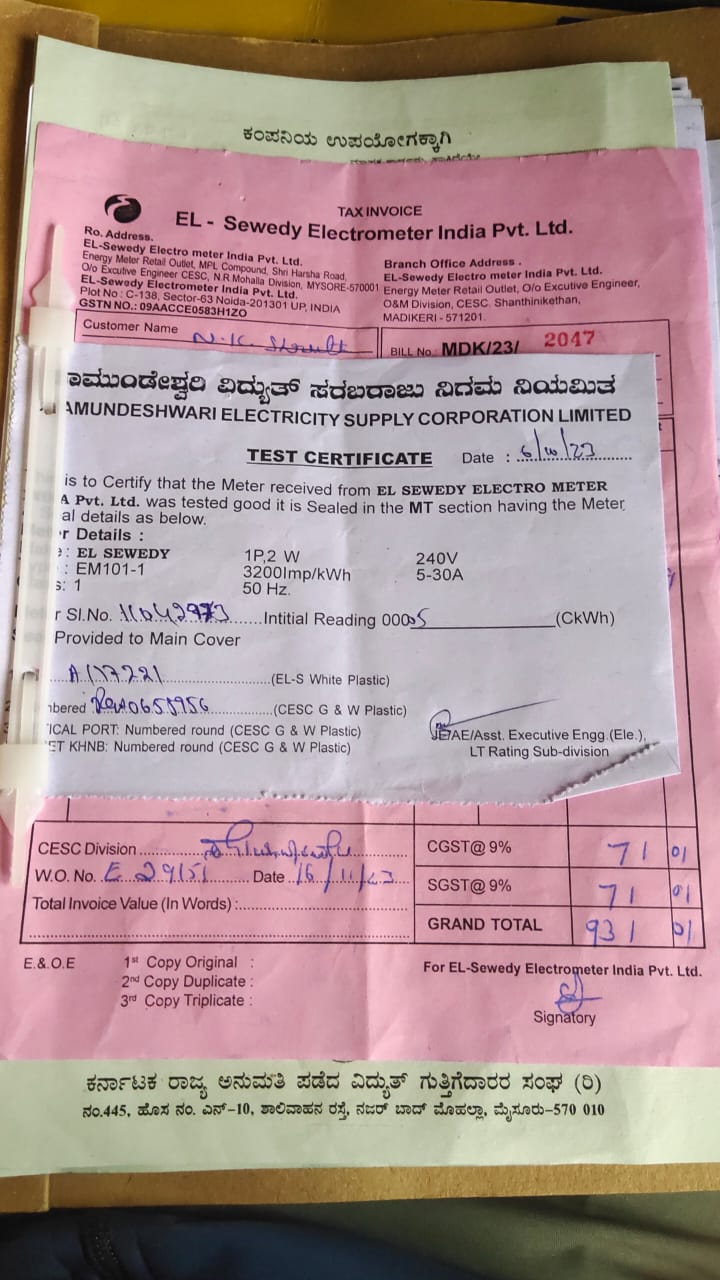 ಕಂಪನಿಯ ಉಪಯೋಗಕ್ಕಾಗಿ
TAX INVOICE
EL - Sewedy Electrometer India Pvt. Ltd.
Ro. Address.
EL-Sewedy Electro meter India Pvt. Ltd.
Energy Meter Retail Outlet, MPL Compound, Shri Harsha Road,
O/o Excutive Engineer CESC, N.R.Mohalla Division, MYSORE-570001
EL-Sewedy Electrometer India Pvt. Ltd.
Plot No : C-138, Sector-63 Noida-201301 UP, INDIA
GSTN NO.: 09AACCE0583H1ZO
Branch Office Address .
EL-Sewedy Electro meter India Pvt. Ltd.
Energy Meter Retail Outlet, O/o Excutive Engineer,
O&M Division, CESC, Shanthinikethan,
MADIKERI - 571201.
Customer Name N.K.
BILL No. MDK/23/ 2047
ಾಮುಂಡೇಶ್ವರಿ ವಿದ್ಯುತ್ ಸರಬರಾಜು ನಿಗಮ ನಿಯಮಿತ
AMUNDESHWARI ELECTRICITY SUPPLY CORPORATION LIMITED
TEST CERTIFICATE Date : 6/10/23
is to Certify that the Meter received from EL SEWEDY ELECTRO METER
A Pvt. Ltd. was tested good it is Sealed in the MT section having the Meter
al details as below.
r Details :
: EL SEWEDY 1P,2 W 240V
: EM101-1 3200Imp/kWh 5-30A
s: 1 50 Hz.
r Sl.No. 11042973 Intitial Reading 00005 (CkWh)
Provided to Main Cover
A117221 (EL-S White Plastic)
nbered 0655956 (CESC G & W Plastic)
ICAL PORT: Numbered round (CESC G & W Plastic)
ET KHNB: Numbered round (CESC G & W Plastic)
JE/AE/Asst. Executive Engg.(Ele.),
LT Rating Sub-division
CESC Division
W.O. No. E 29151 Date 16/11/23
Total Invoice Value (In Words) :
CGST@ 9% 71 01
SGST@ 9% 71 01
GRAND TOTAL 931 01
E.& O.E 1st Copy Original :
2nd Copy Duplicate :
3rd Copy Triplicate :
For EL-Sewedy Electrometer India Pvt. Ltd.
Signatory
ಕರ್ನಾಟಕ ರಾಜ್ಯ ಅನುಮತಿ ಪಡೆದ ವಿದ್ಯುತ್ ಗುತ್ತಿಗೆದಾರರ ಸಂಘ (ರಿ)
ನಂ.445, ಹೊಸ ನಂ. ಎನ್-10, ಶಾಲಿವಾಹನ ರಸ್ತೆ, ನಜರ್ ಬಾದ್ ಮೊಹಲ್ಲಾ, ಮೈಸೂರು-570 010